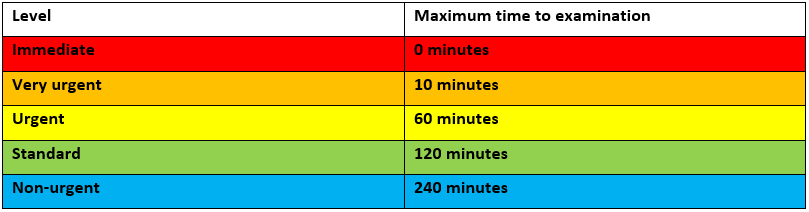 Level Maximum time to examination
Immediate 0 minutes
Very urgent 10 minutes
Urgent 60 minutes
Standard 120 minutes
Non-urgent 240 minutes